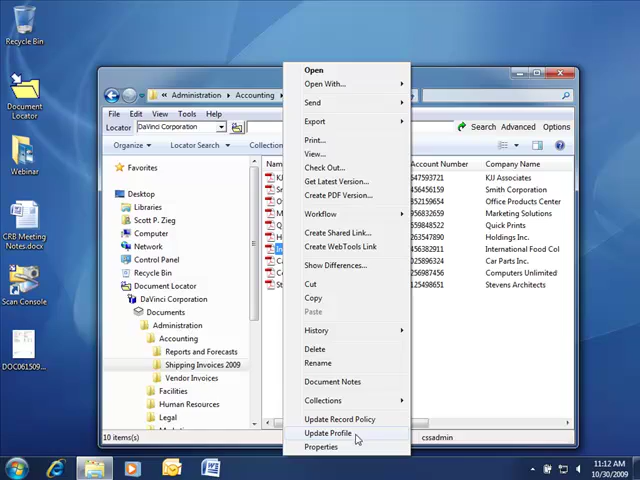 Recycle Bin
Document
Locator
Webinar
CRB Meeting
Notes.docx
Scan Console
DOC061509...
Administration
Accounting
File Edit View Tools Help
Locator DaVinci Corporation
Search Advanced Options
Organize Locator Search Collection
Favorites
Desktop
Libraries
Scott P. Zieg
Computer
Network
Control Panel
Recycle Bin
Document Locator
DaVinci Corporation
Documents
Administration
Accounting
Reports and Forecasts
Shipping Invoices 2009
Vendor Invoices
Facilities
Human Resources
Legal
10 item(s)
cssadmin
Open
Open With...
Send
Export
Print...
View...
Check Out...
Get Latest Version...
Create PDF Version...
Workflow
Create Shared Link...
Create WebTools Link
Show Differences...
Cut
Copy
Paste
History
Delete
Rename
Document Notes
Collections
Update Record Policy
Update Profile
Properties
Account Number Company Name
KJJ Associates
Smith Corporation
Office Products Center
Marketing Solutions
Quick Prints
Holdings Inc.
International Food Col
Car Parts Inc.
Computers Unlimited
Stevens Architects
11:12 AM
10/30/2009